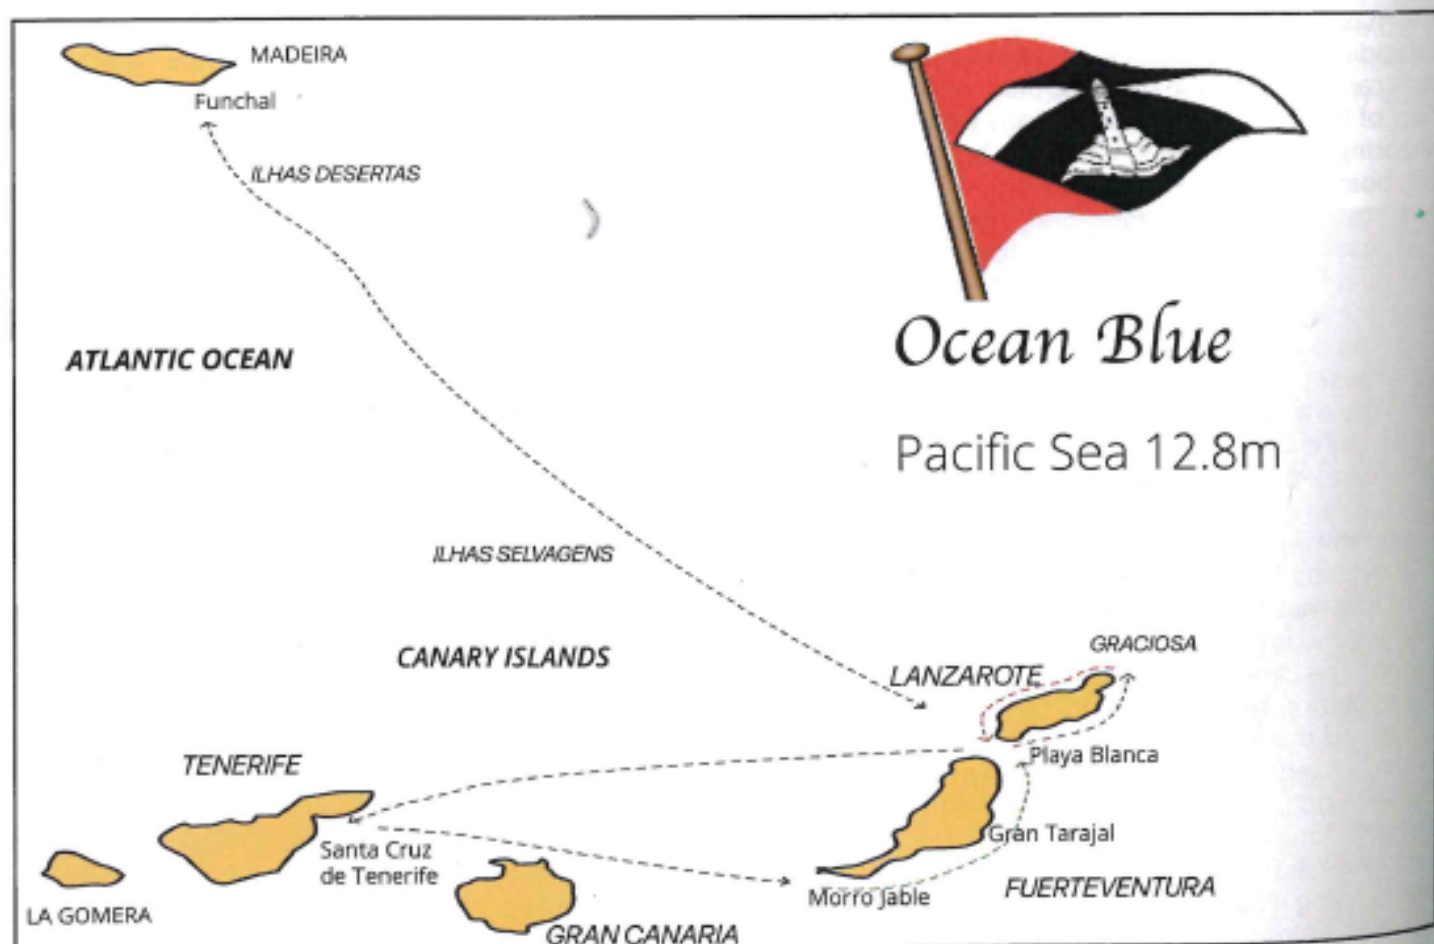 MADEIRA
Funchal
ILHAS DESERTAS
ATLANTIC OCEAN
Ocean Blue
Pacific Sea 12.8m
ILHAS SELVAGENS
CANARY ISLANDS
GRACIOSA
LANZAROTE
Playa Blanca
TENERIFE
Gran Tarajal
Santa Cruz
de Tenerife
Morro Jable
FUERTEVENTURA
LA GOMERA
GRAN CANARIA